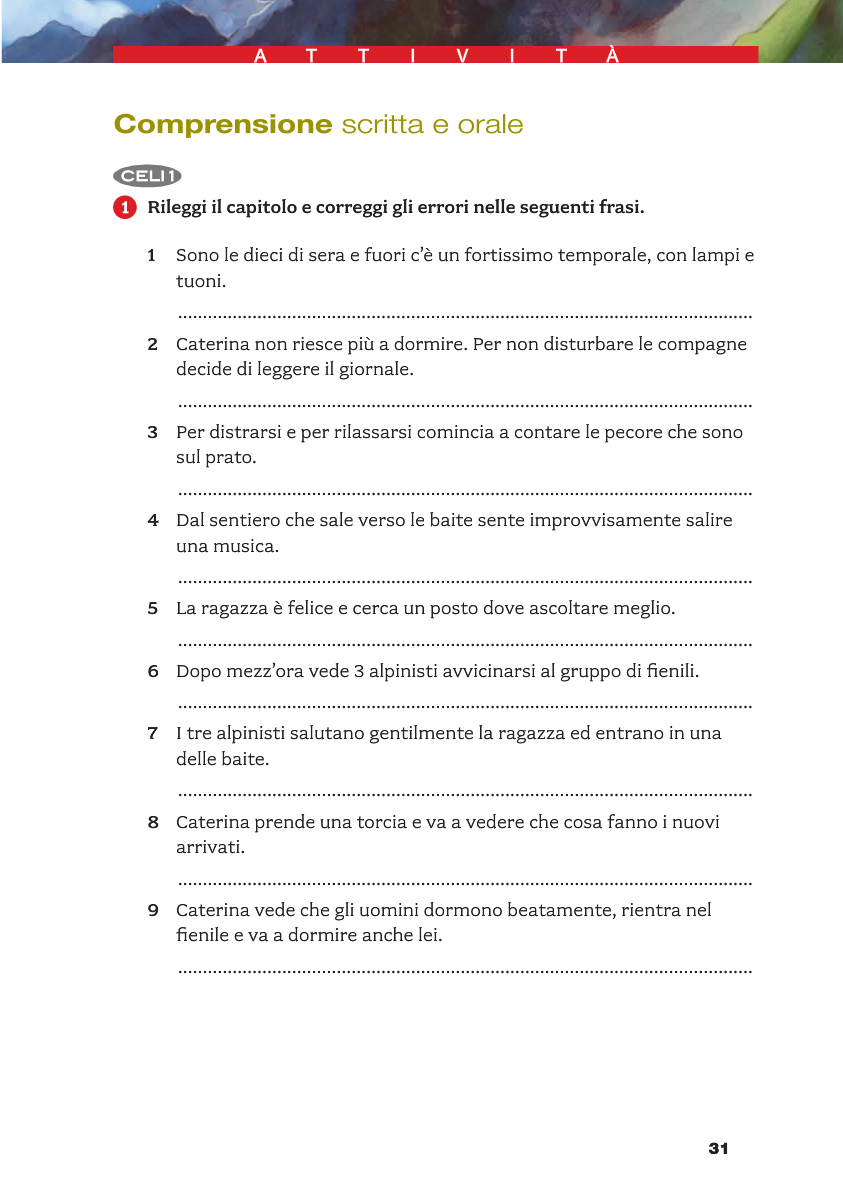 ATTIVITÀ
Comprensione scritta e orale
CELI 1
1 Rileggi il capitolo e correggi gli errori nelle seguenti frasi.
1 Sono le dieci di sera e fuori c’è un fortissimo temporale, con lampi e
tuoni.
....................................................................................................................
2 Caterina non riesce più a dormire. Per non disturbare le compagne
decide di leggere il giornale.
....................................................................................................................
3 Per distrarsi e per rilassarsi comincia a contare le pecore che sono
sul prato.
....................................................................................................................
4 Dal sentiero che sale verso le baite sente improvvisamente salire
una musica.
....................................................................................................................
5 La ragazza è felice e cerca un posto dove ascoltare meglio.
....................................................................................................................
6 Dopo mezz’ora vede 3 alpinisti avvicinarsi al gruppo di fienili.
....................................................................................................................
7 I tre alpinisti salutano gentilmente la ragazza ed entrano in una
delle baite.
....................................................................................................................
8 Caterina prende una torcia e va a vedere che cosa fanno i nuovi
arrivati.
....................................................................................................................
9 Caterina vede che gli uomini dormono beatamente, rientra nel
fienile e va a dormire anche lei.
....................................................................................................................
31